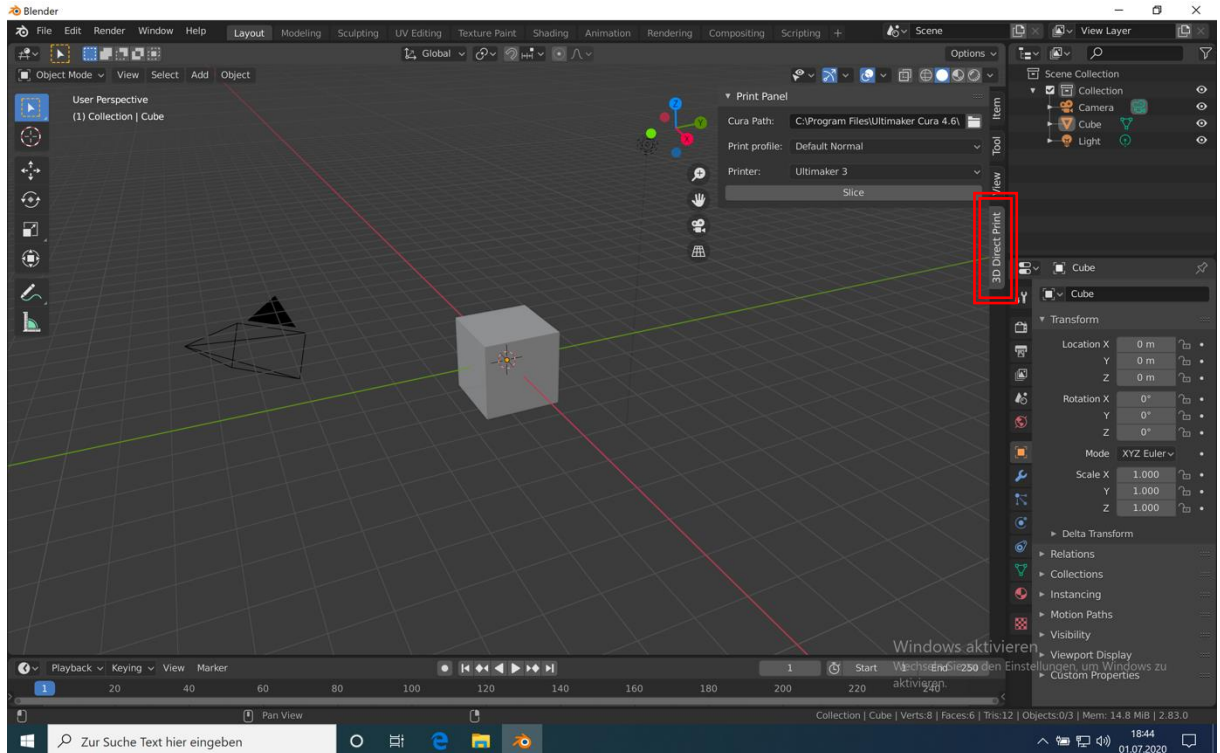 Blender
File Edit Render Window Help Layout Modeling Sculpting UV Editing Texture Paint Shading Animation Rendering Compositing Scripting + Scene View Layer
Global Options
Object Mode View Select Add Object
User Perspective
(1) Collection | Cube
Z
Y
X
Print Panel
Cura Path: C:\Program Files\Ultimaker Cura 4.6\
Print profile: Default Normal
Printer: Ultimaker 3
Slice
Item
Tool
View
3D Direct Print
Scene Collection
Collection
Camera
Cube
Light
Cube
Cube
Transform
Location X 0 m
Y 0 m
Z 0 m
Rotation X 0°
Y 0°
Z 0°
Mode XYZ Euler
Scale X 1.000
Y 1.000
Z 1.000
Delta Transform
Relations
Collections
Instancing
Motion Paths
Visibility
Viewport Display
Custom Properties
Windows aktivieren
Wechseln Sie zu den Einstellungen, um Windows zu
aktivieren.
Playback Keying View Marker 1 Start 1 End 250
1 20 40 60 80 100 120 140 160 180 200 220 240
Pan View
Collection | Cube | Verts:8 | Faces:6 | Tris:12 | Objects:0/3 | Mem: 14.8 MiB | 2.83.0
Zur Suche Text hier eingeben
18:44
01.07.2020